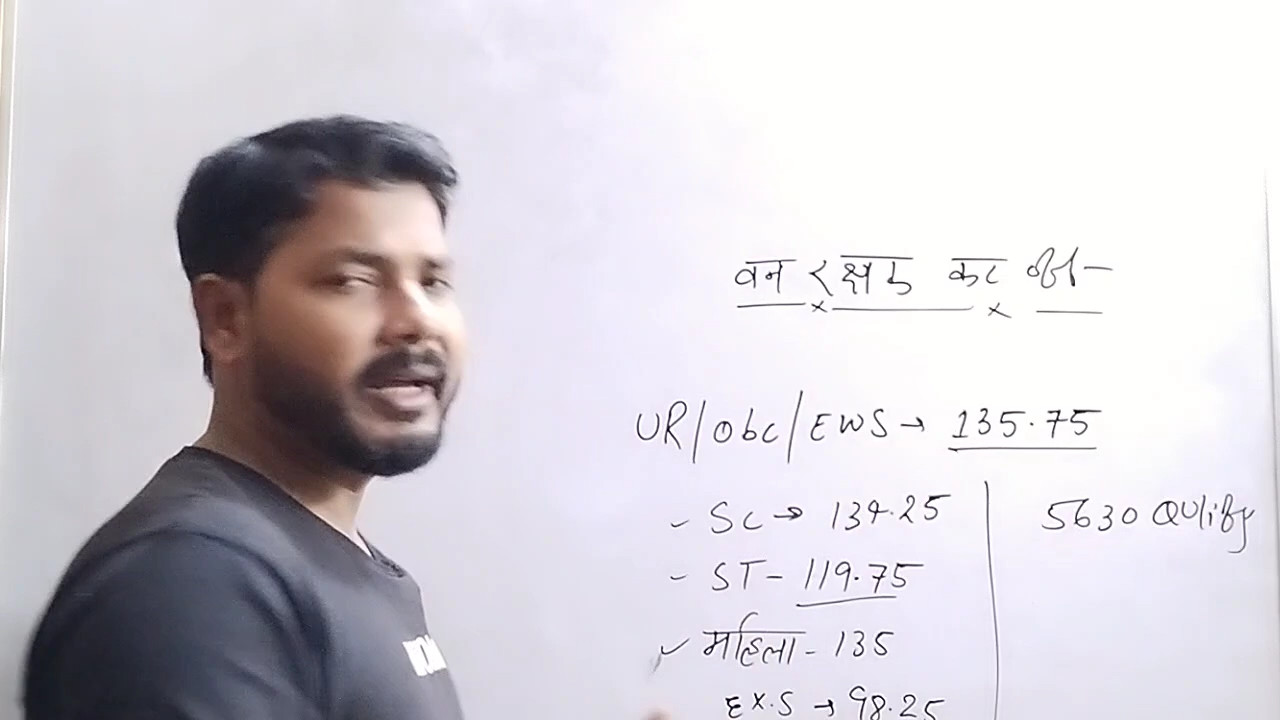 वन रक्षक कट ऑफ-
UR/obc/EWS → 135.75
SC → 134.25
5630 Qulify
ST - 119.75
महिला - 135
EX.S → 98.25